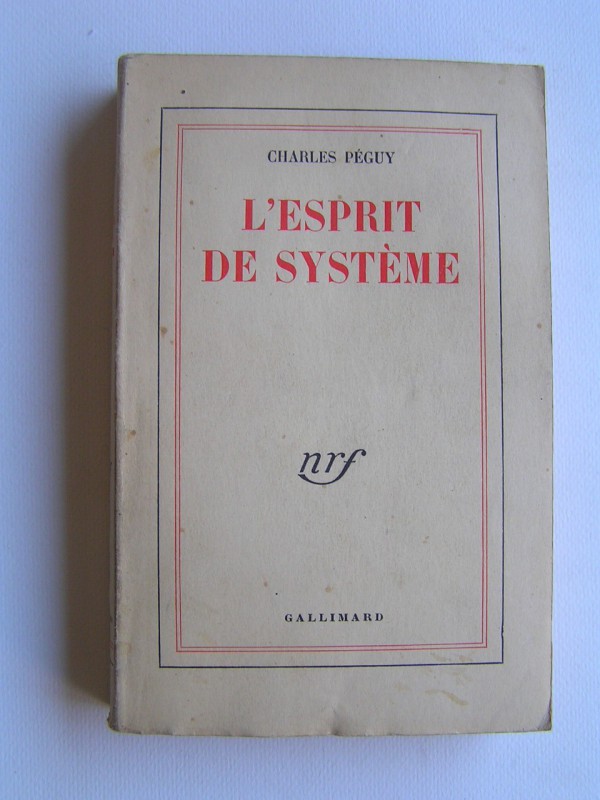 CHARLES PÉGUY
L'ESPRIT
DE SYSTÈME
nrf
GALLIMARD